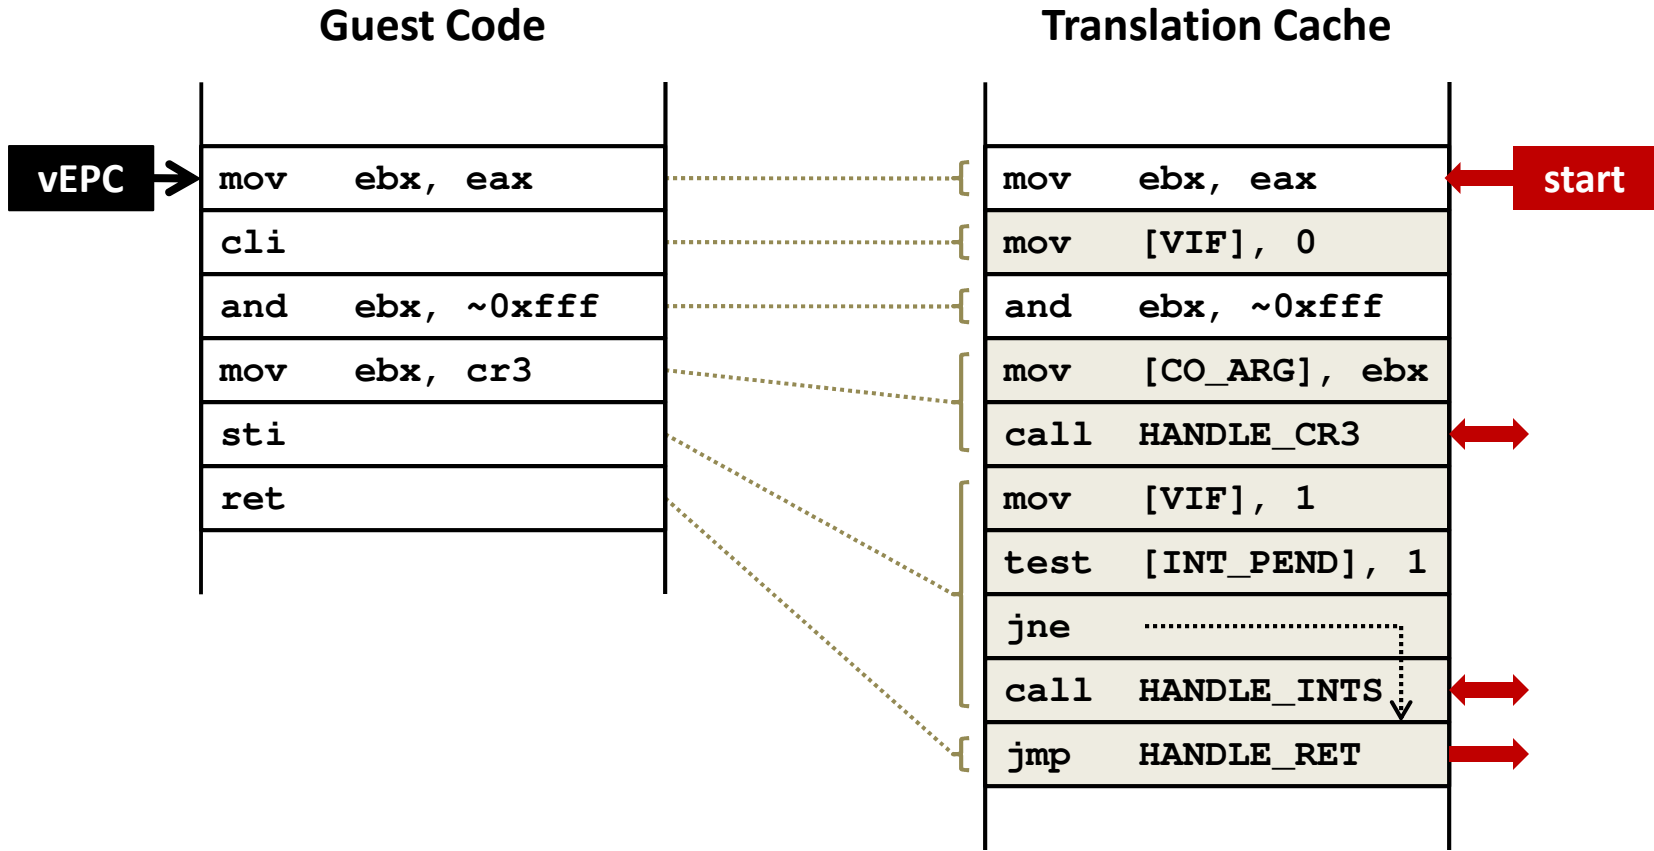 Guest Code
Translation Cache
vEPC
mov ebx, eax
cli
and ebx, ~0xfff
mov ebx, cr3
sti
ret
mov ebx, eax
mov [VIF], 0
and ebx, ~0xfff
mov [CO_ARG], ebx
call HANDLE_CR3
mov [VIF], 1
test [INT_PEND], 1
jne
call HANDLE_INTS
jmp HANDLE_RET
start